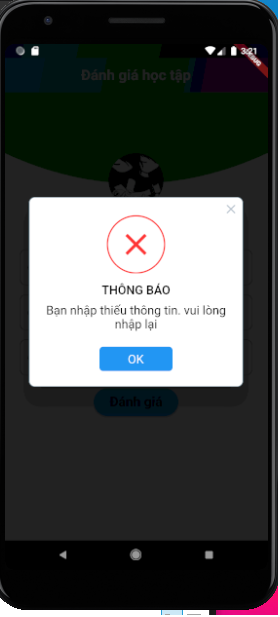 3:21
Đánh giá học tập
THÔNG BÁO
Bạn nhập thiếu thông tin. vui lòng
nhập lại
OK
Đánh giá